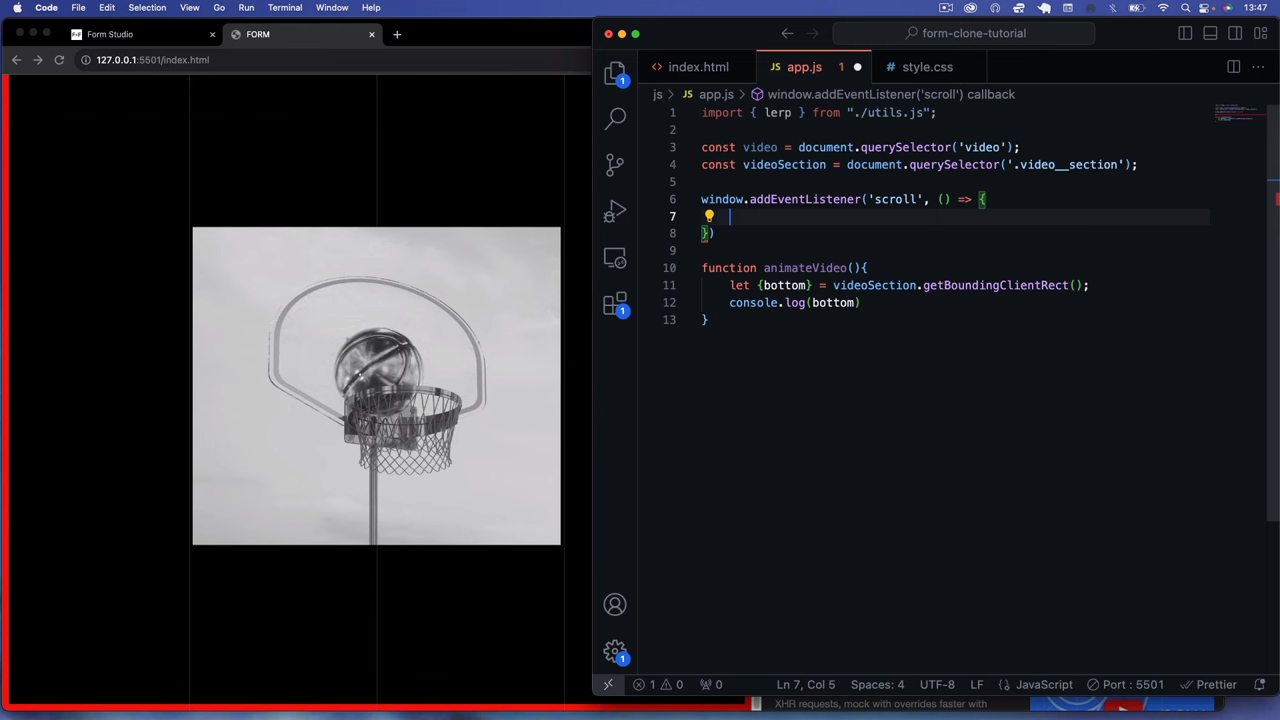 Code File Edit Selection View Go Run Terminal Window Help 13:47
Form Studio
FORM
127.0.0.1:5501/index.html
form-clone-tutorial
index.html
app.js 1
style.css
js > app.js > window.addEventListener('scroll') callback
1 import { lerp } from "./utils.js";
2
3 const video = document.querySelector('video');
4 const videoSection = document.querySelector('.video__section');
5
6 window.addEventListener('scroll', () => {
7
8 })
9
10 function animateVideo(){
11 let {bottom} = videoSection.getBoundingClientRect();
12 console.log(bottom)
13 }
1
1
1
1 0 0 Ln 7, Col 5 Spaces: 4 UTF-8 LF JavaScript Port : 5501 Prettier
XHR requests, mock with overrides faster with